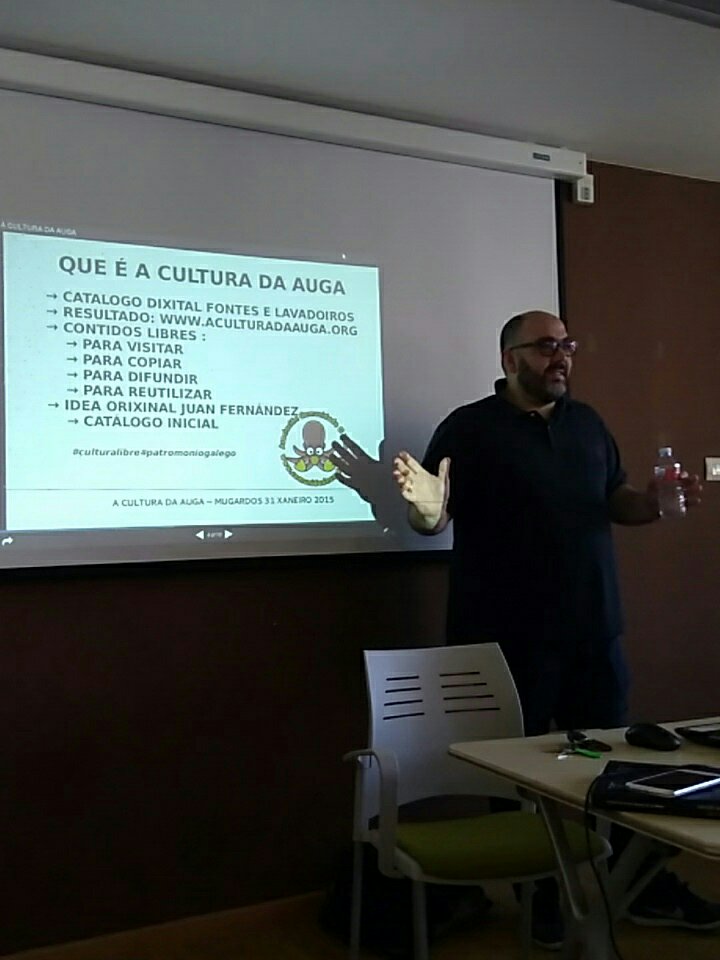 A CULTURA DA AUGA
QUE É A CULTURA DA AUGA
→ CATALOGO DIXITAL FONTES E LAVADOIROS
→ RESULTADO: WWW.ACULTURADAAUGA.ORG
→ CONTIDOS LIBRES :
→ PARA VISITAR
→ PARA COPIAR
→ PARA DIFUNDIR
→ PARA REUTILIZAR
→ IDEA ORIXINAL JUAN FERNÁNDEZ
→ CATÁLOGO INICIAL
#culturalibre#patromoniogalego
A CULTURA DA AUGA – MUGARDOS 31 XANEIRO 2015